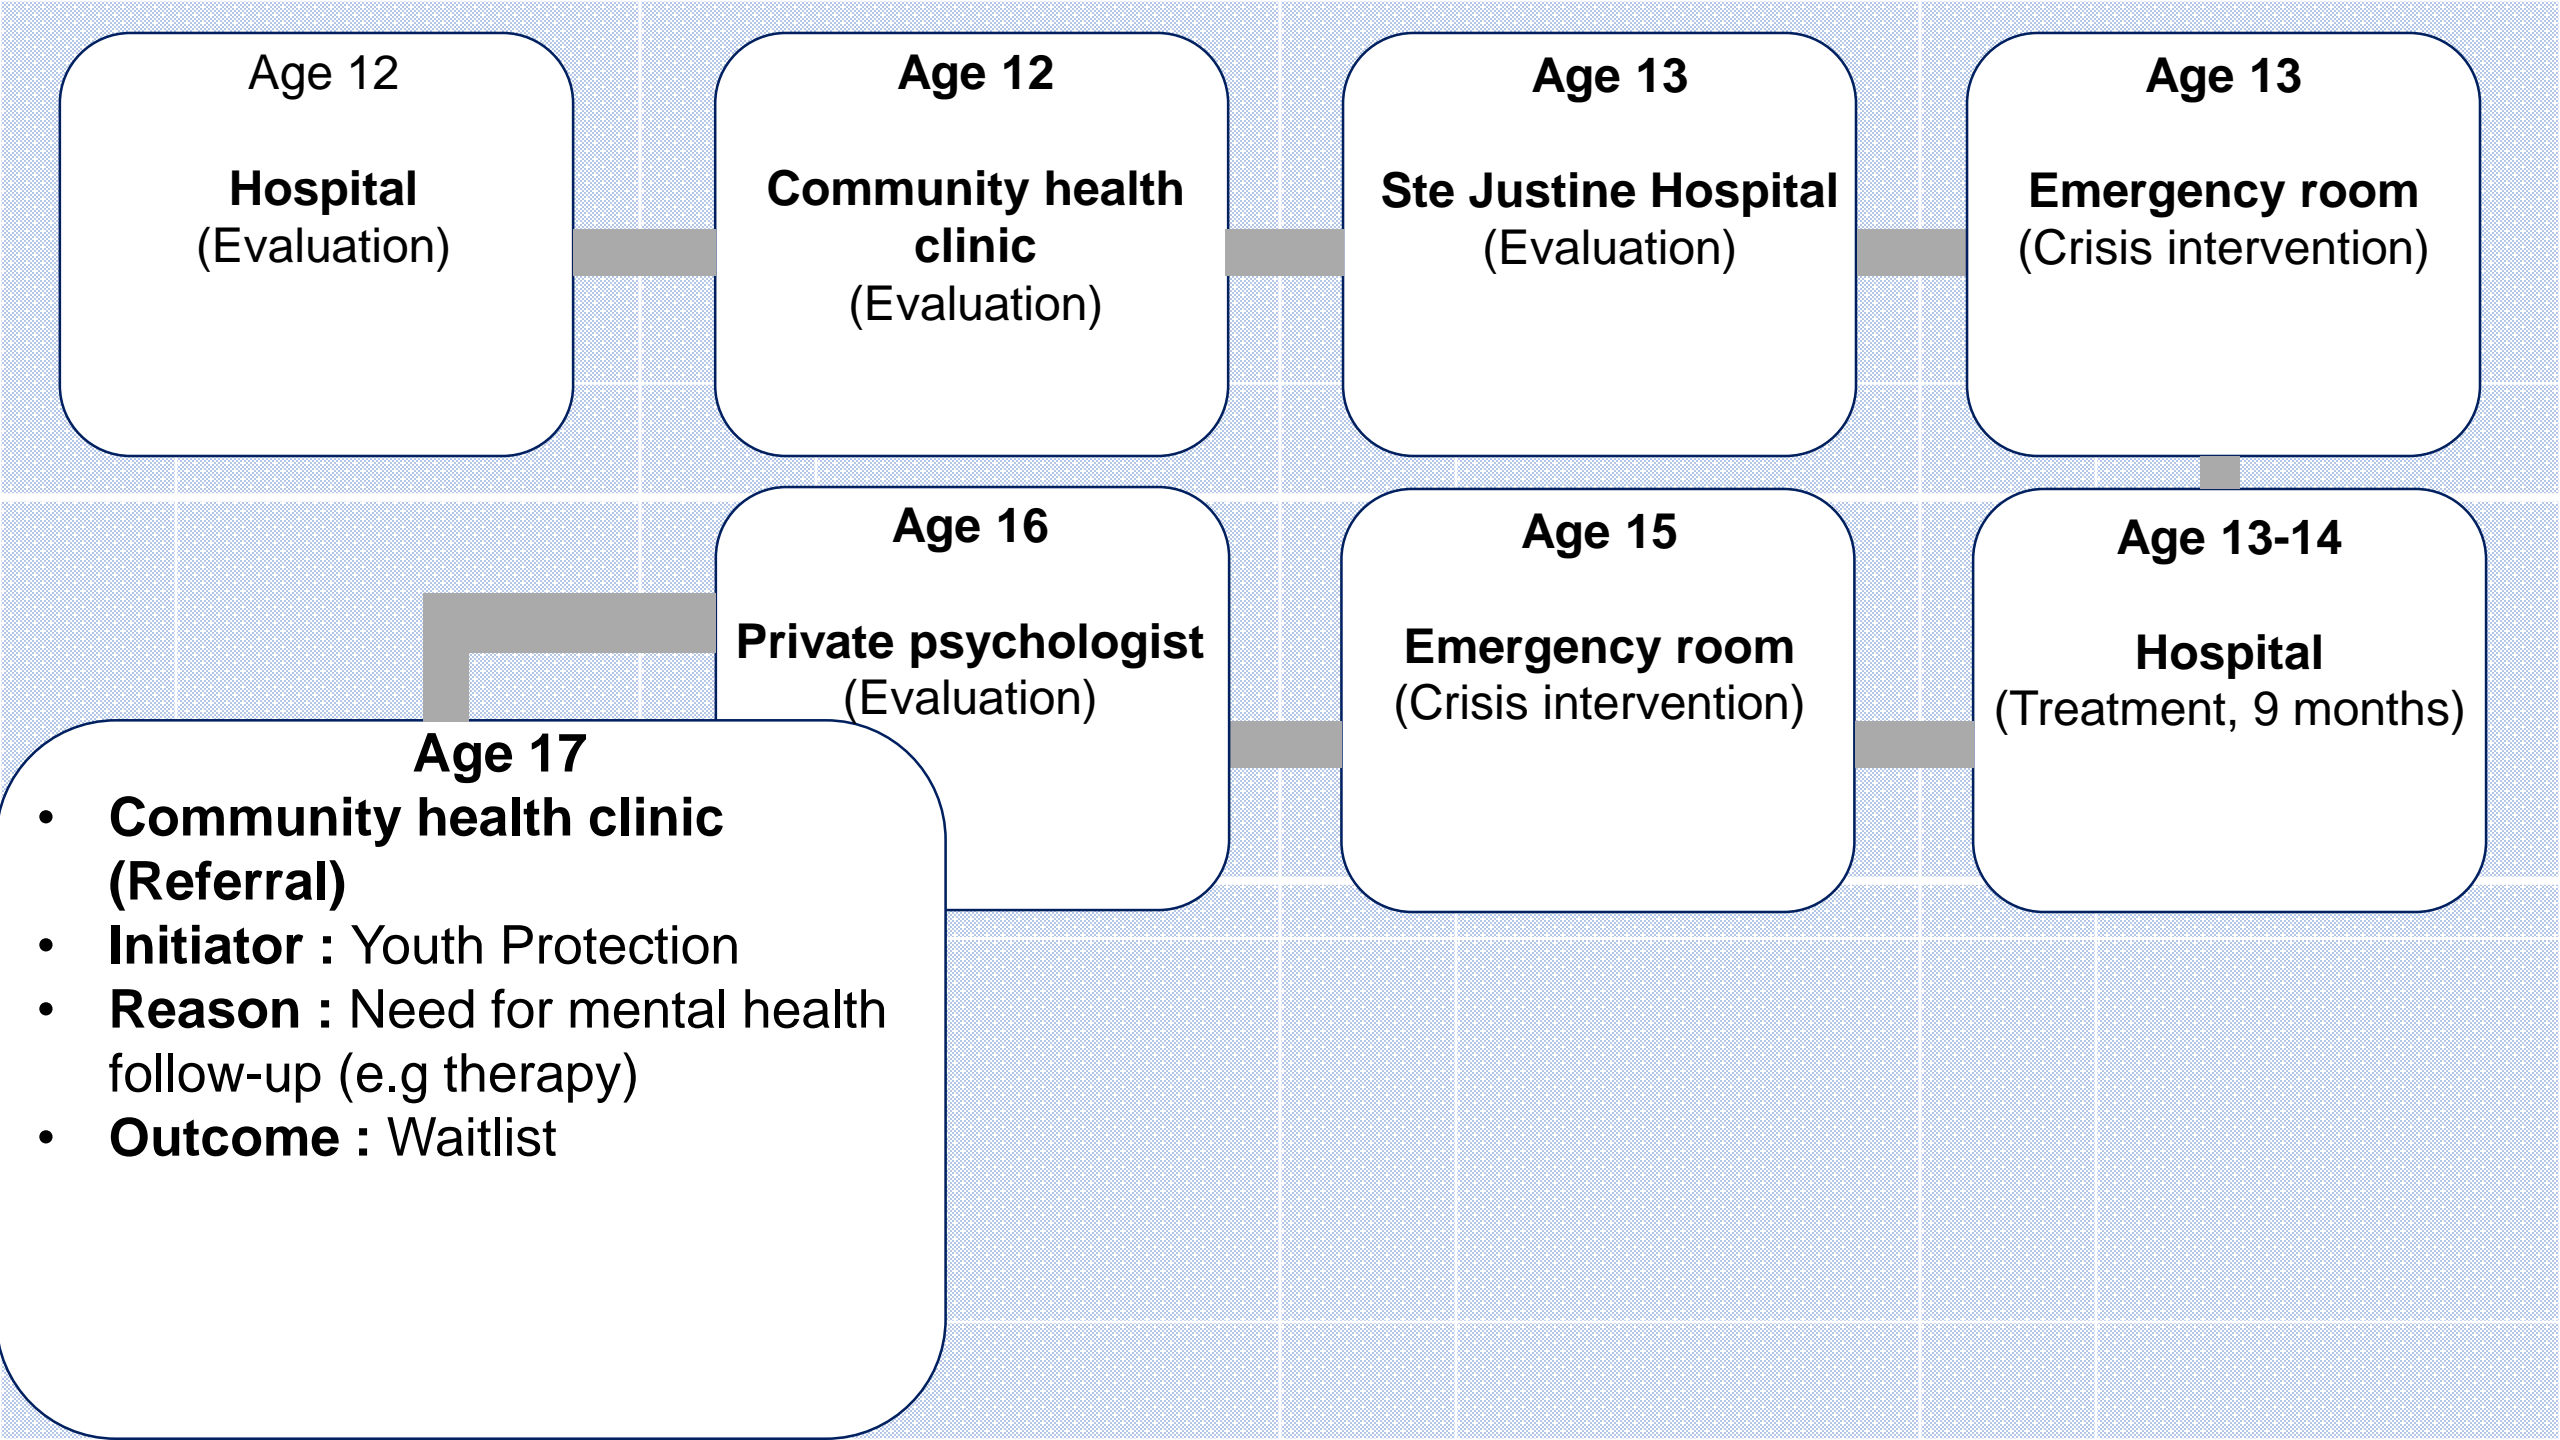 Age 12
Hospital
(Evaluation)
Age 12
Community health
clinic
(Evaluation)
Age 13
Ste Justine Hospital
(Evaluation)
Age 13
Emergency room
(Crisis intervention)
Age 13-14
Hospital
(Treatment, 9 months)
Age 15
Emergency room
(Crisis intervention)
Age 16
Private psychologist
(Evaluation)
Age 17
• Community health clinic
(Referral)
• Initiator : Youth Protection
• Reason : Need for mental health
follow-up (e.g therapy)
• Outcome : Waitlist